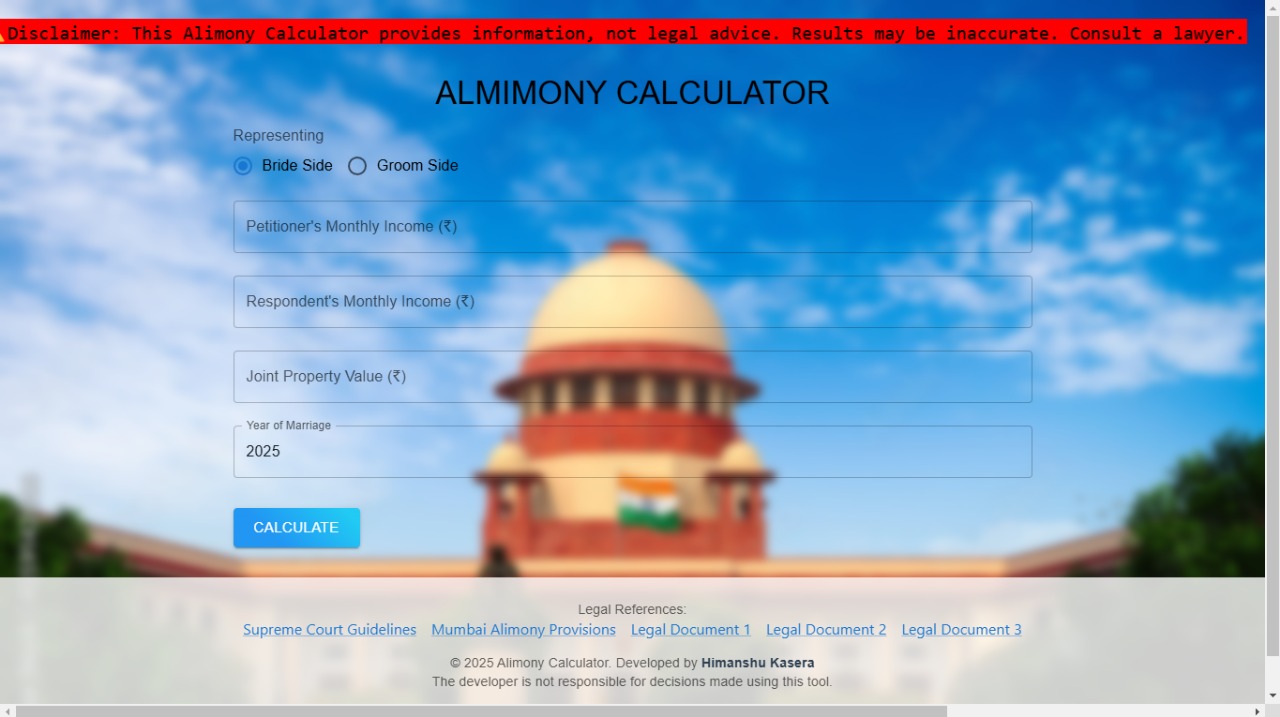 Disclaimer: This Alimony Calculator provides information, not legal advice. Results may be inaccurate. Consult a lawyer.
ALMIMONY CALCULATOR
Representing
Bride Side Groom Side
Petitioner's Monthly Income (₹)
Respondent's Monthly Income (₹)
Joint Property Value (₹)
Year of Marriage
2025
CALCULATE
Legal References:
Supreme Court Guidelines Mumbai Alimony Provisions Legal Document 1 Legal Document 2 Legal Document 3
© 2025 Alimony Calculator. Developed by Himanshu Kasera
The developer is not responsible for decisions made using this tool.